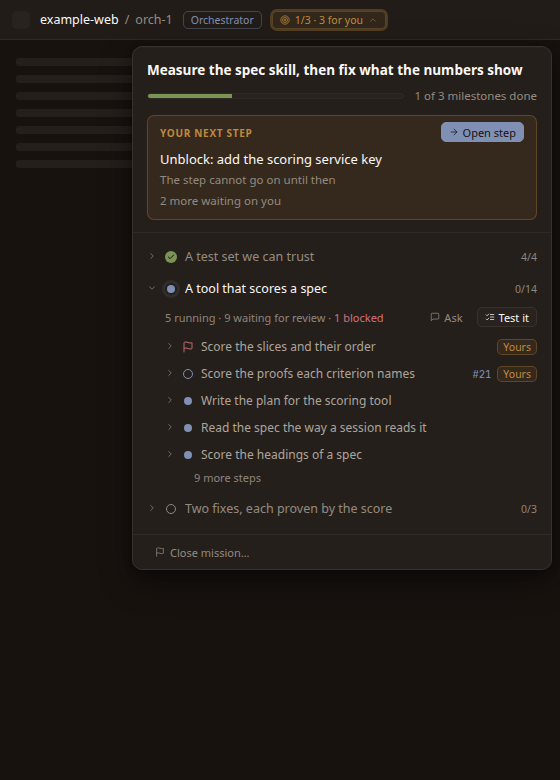 example-web / orch-1 Orchestrator 1/3 · 3 for you
Measure the spec skill, then fix what the numbers show
1 of 3 milestones done
YOUR NEXT STEP
Open step
Unblock: add the scoring service key
The step cannot go on until then
2 more waiting on you
A test set we can trust 4/4
A tool that scores a spec 0/14
5 running · 9 waiting for review · 1 blocked Ask Test it
Score the slices and their order Yours
Score the proofs each criterion names #21 Yours
Write the plan for the scoring tool
Read the spec the way a session reads it
Score the headings of a spec
9 more steps
Two fixes, each proven by the score 0/3
Close mission...